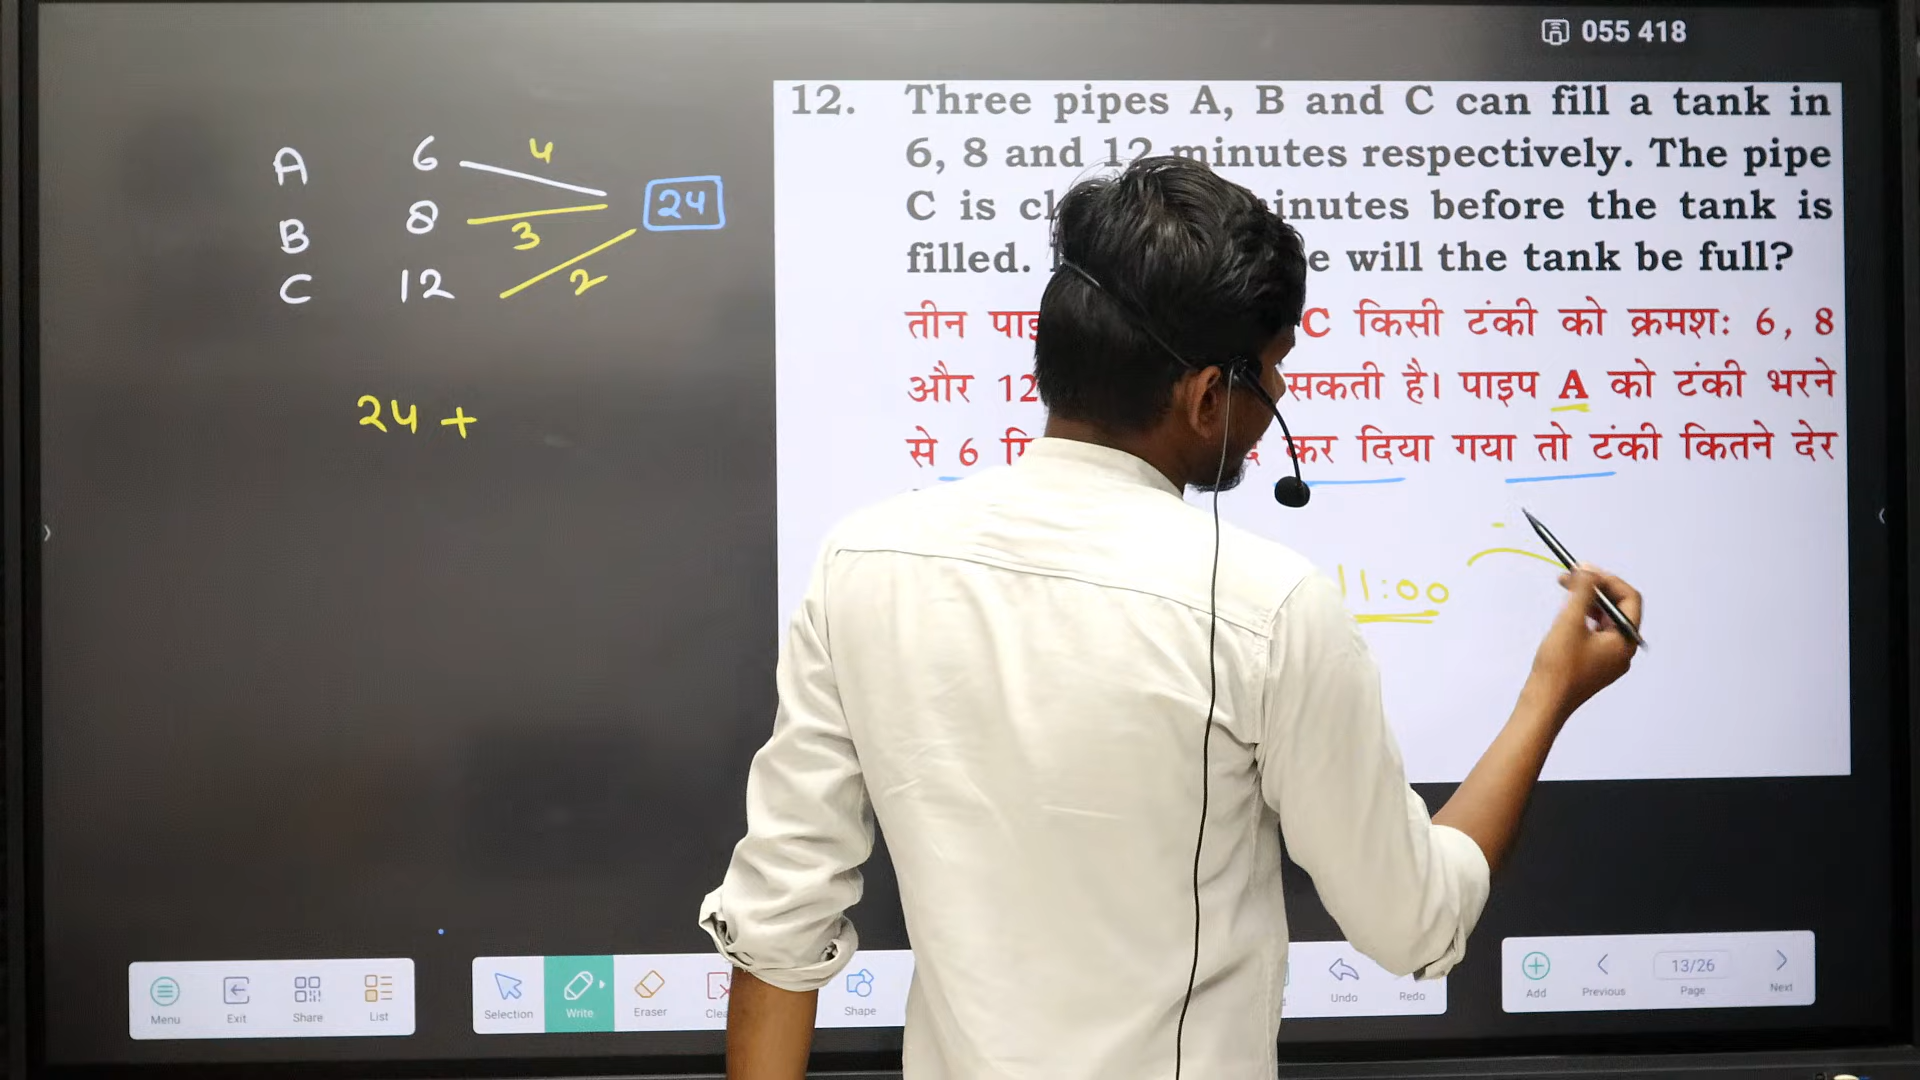 055 418
A 6 4
B 8 3 24
C 12 2
24 +
12. Three pipes A, B and C can fill a tank in
6, 8 and 12 minutes respectively. The pipe
C is before the tank is
filled. will the tank be full?
तीन C किसी टंकी को क्रमश: 6, 8
और 12 सकती है। पाइप A को टंकी भरने
से 6 कर दिया गया तो टंकी कितने देर
11:00
Menu Exit Share List
Selection Write Eraser Shape Undo Redo
Add Previous 13/26 Page Next